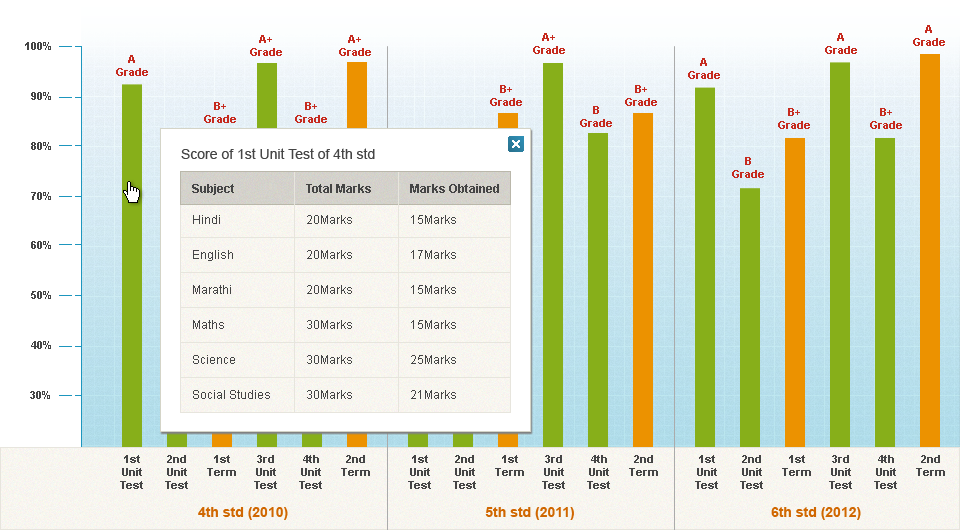 100%
90%
80%
70%
60%
50%
40%
30%
A
Grade
B+
Grade
A+
Grade
B+
Grade
A+
Grade
B+
Grade
A+
Grade
B
Grade
B+
Grade
A
Grade
B
Grade
B+
Grade
A
Grade
B+
Grade
A
Grade
Score of 1st Unit Test of 4th std
Subject Total Marks Marks Obtained
Hindi 20Marks 15Marks
English 20Marks 17Marks
Marathi 20Marks 15Marks
Maths 30Marks 15Marks
Science 30Marks 25Marks
Social Studies 30Marks 21Marks
1st
Unit
Test
2nd
Unit
Test
1st
Term
3rd
Unit
Test
4th
Unit
Test
2nd
Term
1st
Unit
Test
2nd
Unit
Test
1st
Term
3rd
Unit
Test
4th
Unit
Test
2nd
Term
1st
Unit
Test
2nd
Unit
Test
1st
Term
3rd
Unit
Test
4th
Unit
Test
2nd
Term
4th std (2010)
5th std (2011)
6th std (2012)